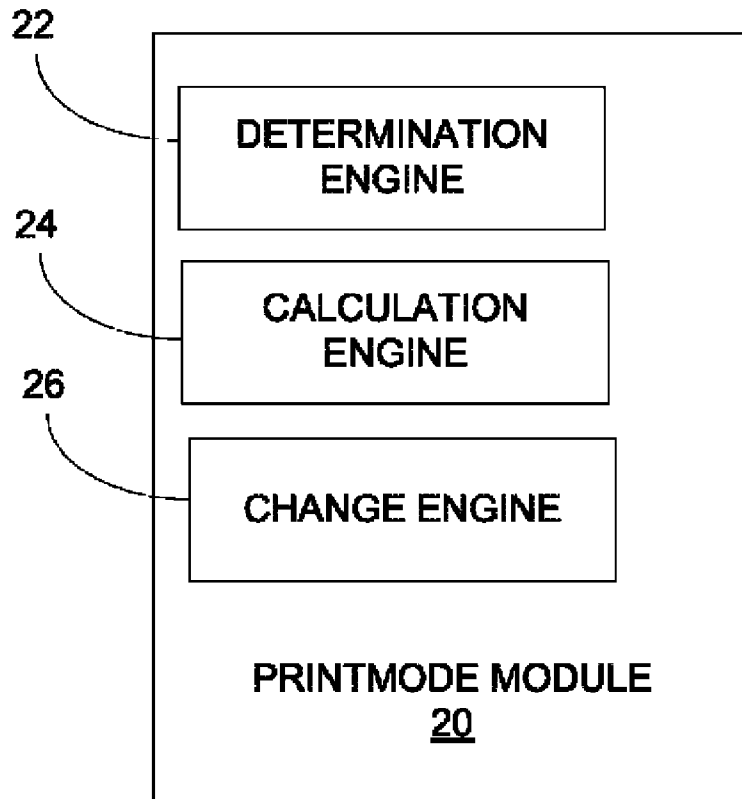 22
DETERMINATION
ENGINE
24
CALCULATION
ENGINE
26
CHANGE ENGINE
PRINTMODE MODULE
20